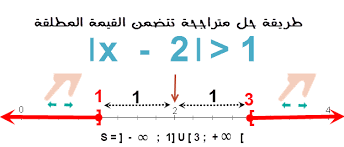 طريقة حل متراجحة تتضمن القيمة المطلقة
|x - 2| > 1
1 1 1 3
0 2 4
S = ] - ∞ ; 1] U [ 3 ; + ∞ [